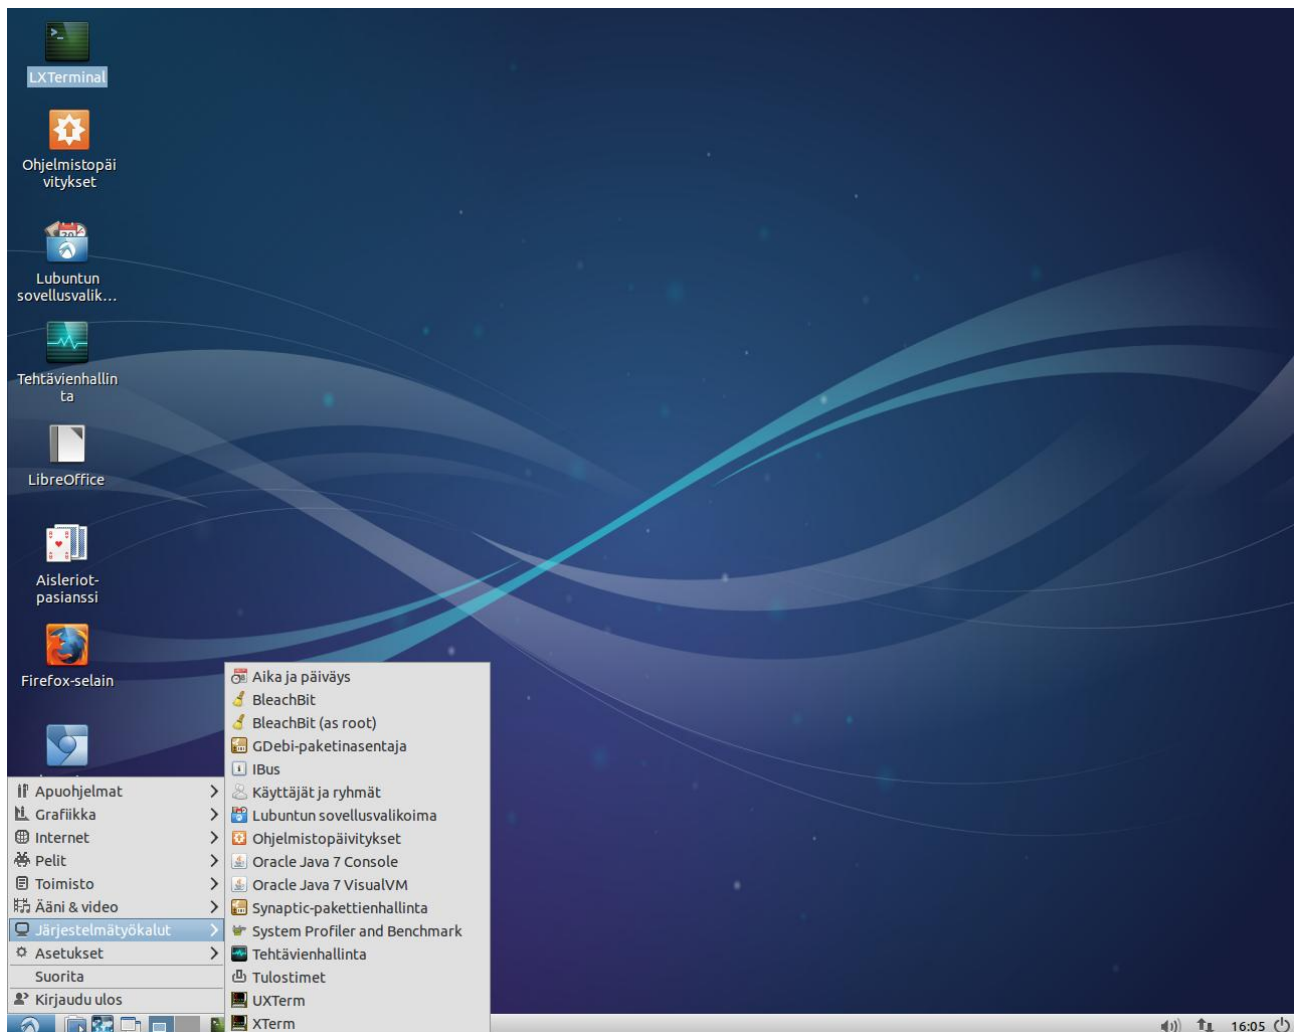 LXTerminal
Ohjelmistopäi
vitykset
Lubuntun
sovellusvalik...
Tehtävienhallin
ta
LibreOffice
Aisleriot-
pasianssi
Firefox-selain
Apuohjelmat
Grafiikka
Internet
Pelit
Toimisto
Ääni & video
Järjestelmätyökalut
Asetukset
Suorita
Kirjaudu ulos
Aika ja päiväys
BleachBit
BleachBit (as root)
GDebi-paketinasentaja
IBus
Käyttäjät ja ryhmät
Lubuntun sovellusvalikoima
Ohjelmistopäivitykset
Oracle Java 7 Console
Oracle Java 7 VisualVM
Synaptic-pakettienhallinta
System Profiler and Benchmark
Tehtävienhallinta
Tulostimet
UXTerm
XTerm
16:05